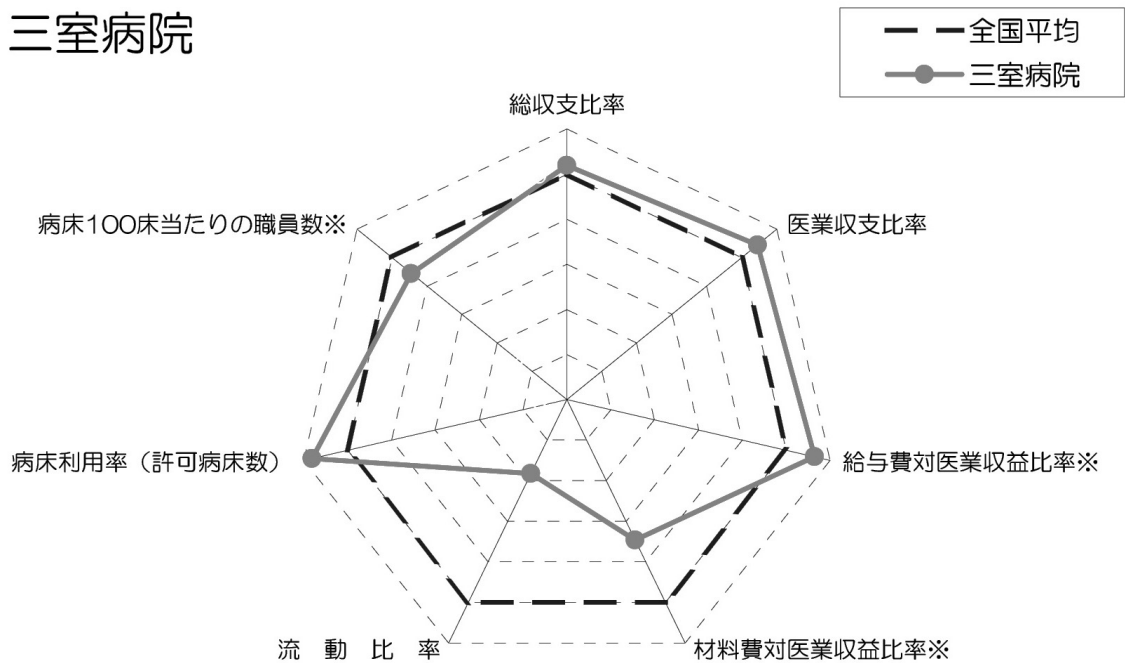 三室病院
全国平均
三室病院
総収支比率
医業収支比率
給与費対医業収益比率※
材料費対医業収益比率※
流動比率
病床利用率（許可病床数）
病床100床当たりの職員数※